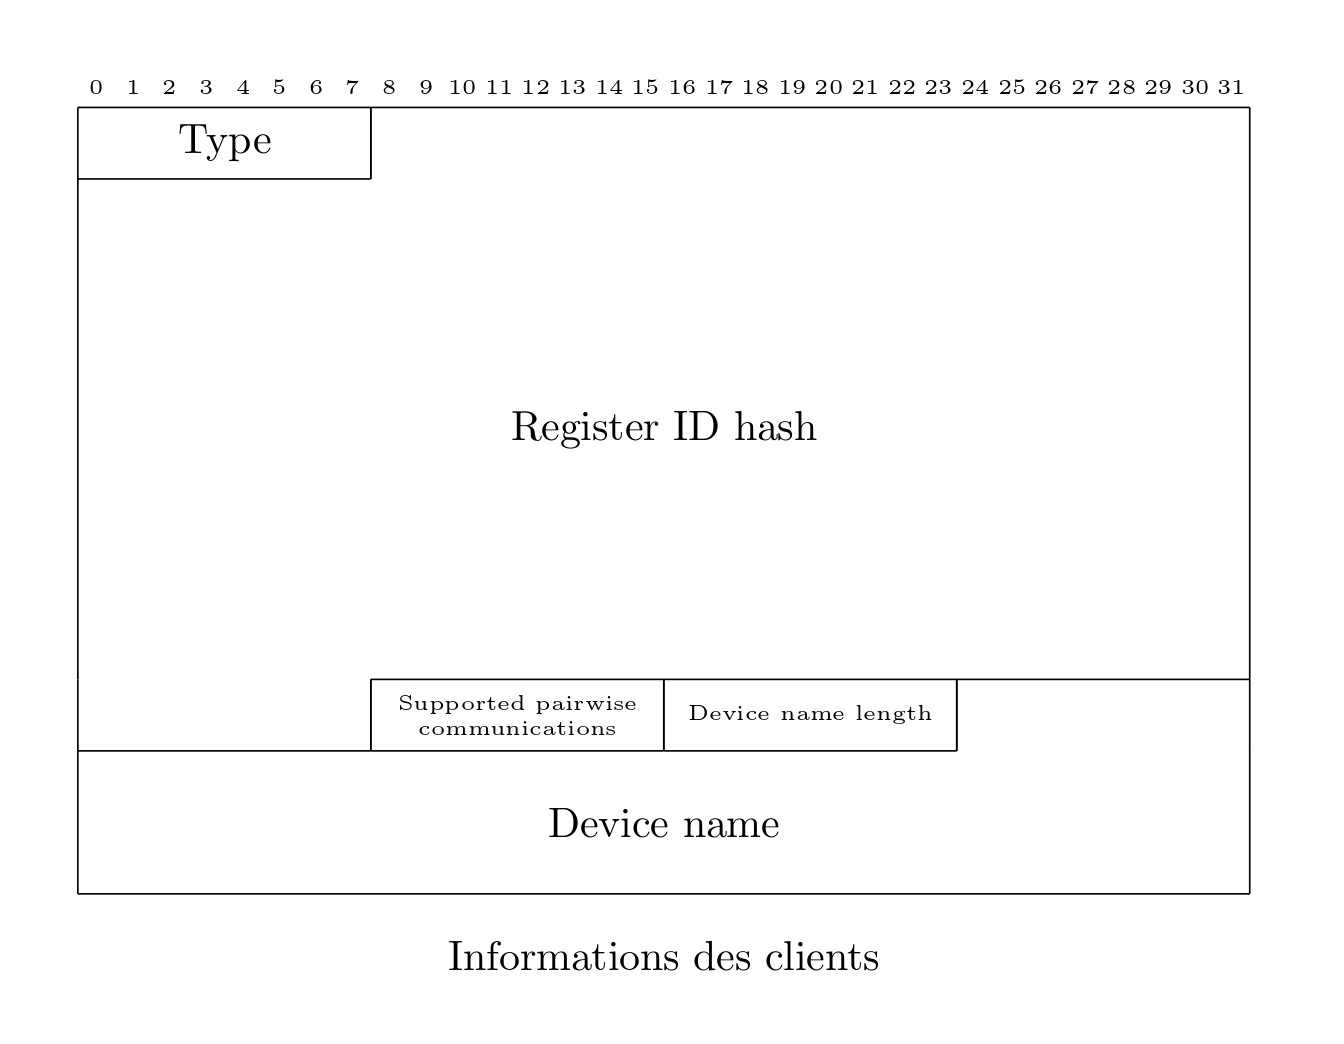 0 1 2 3 4 5 6 7 8 9 10 11 12 13 14 15 16 17 18 19 20 21 22 23 24 25 26 27 28 29 30 31
Type
Register ID hash
Supported pairwise
communications
Device name length
Device name
Informations des clients